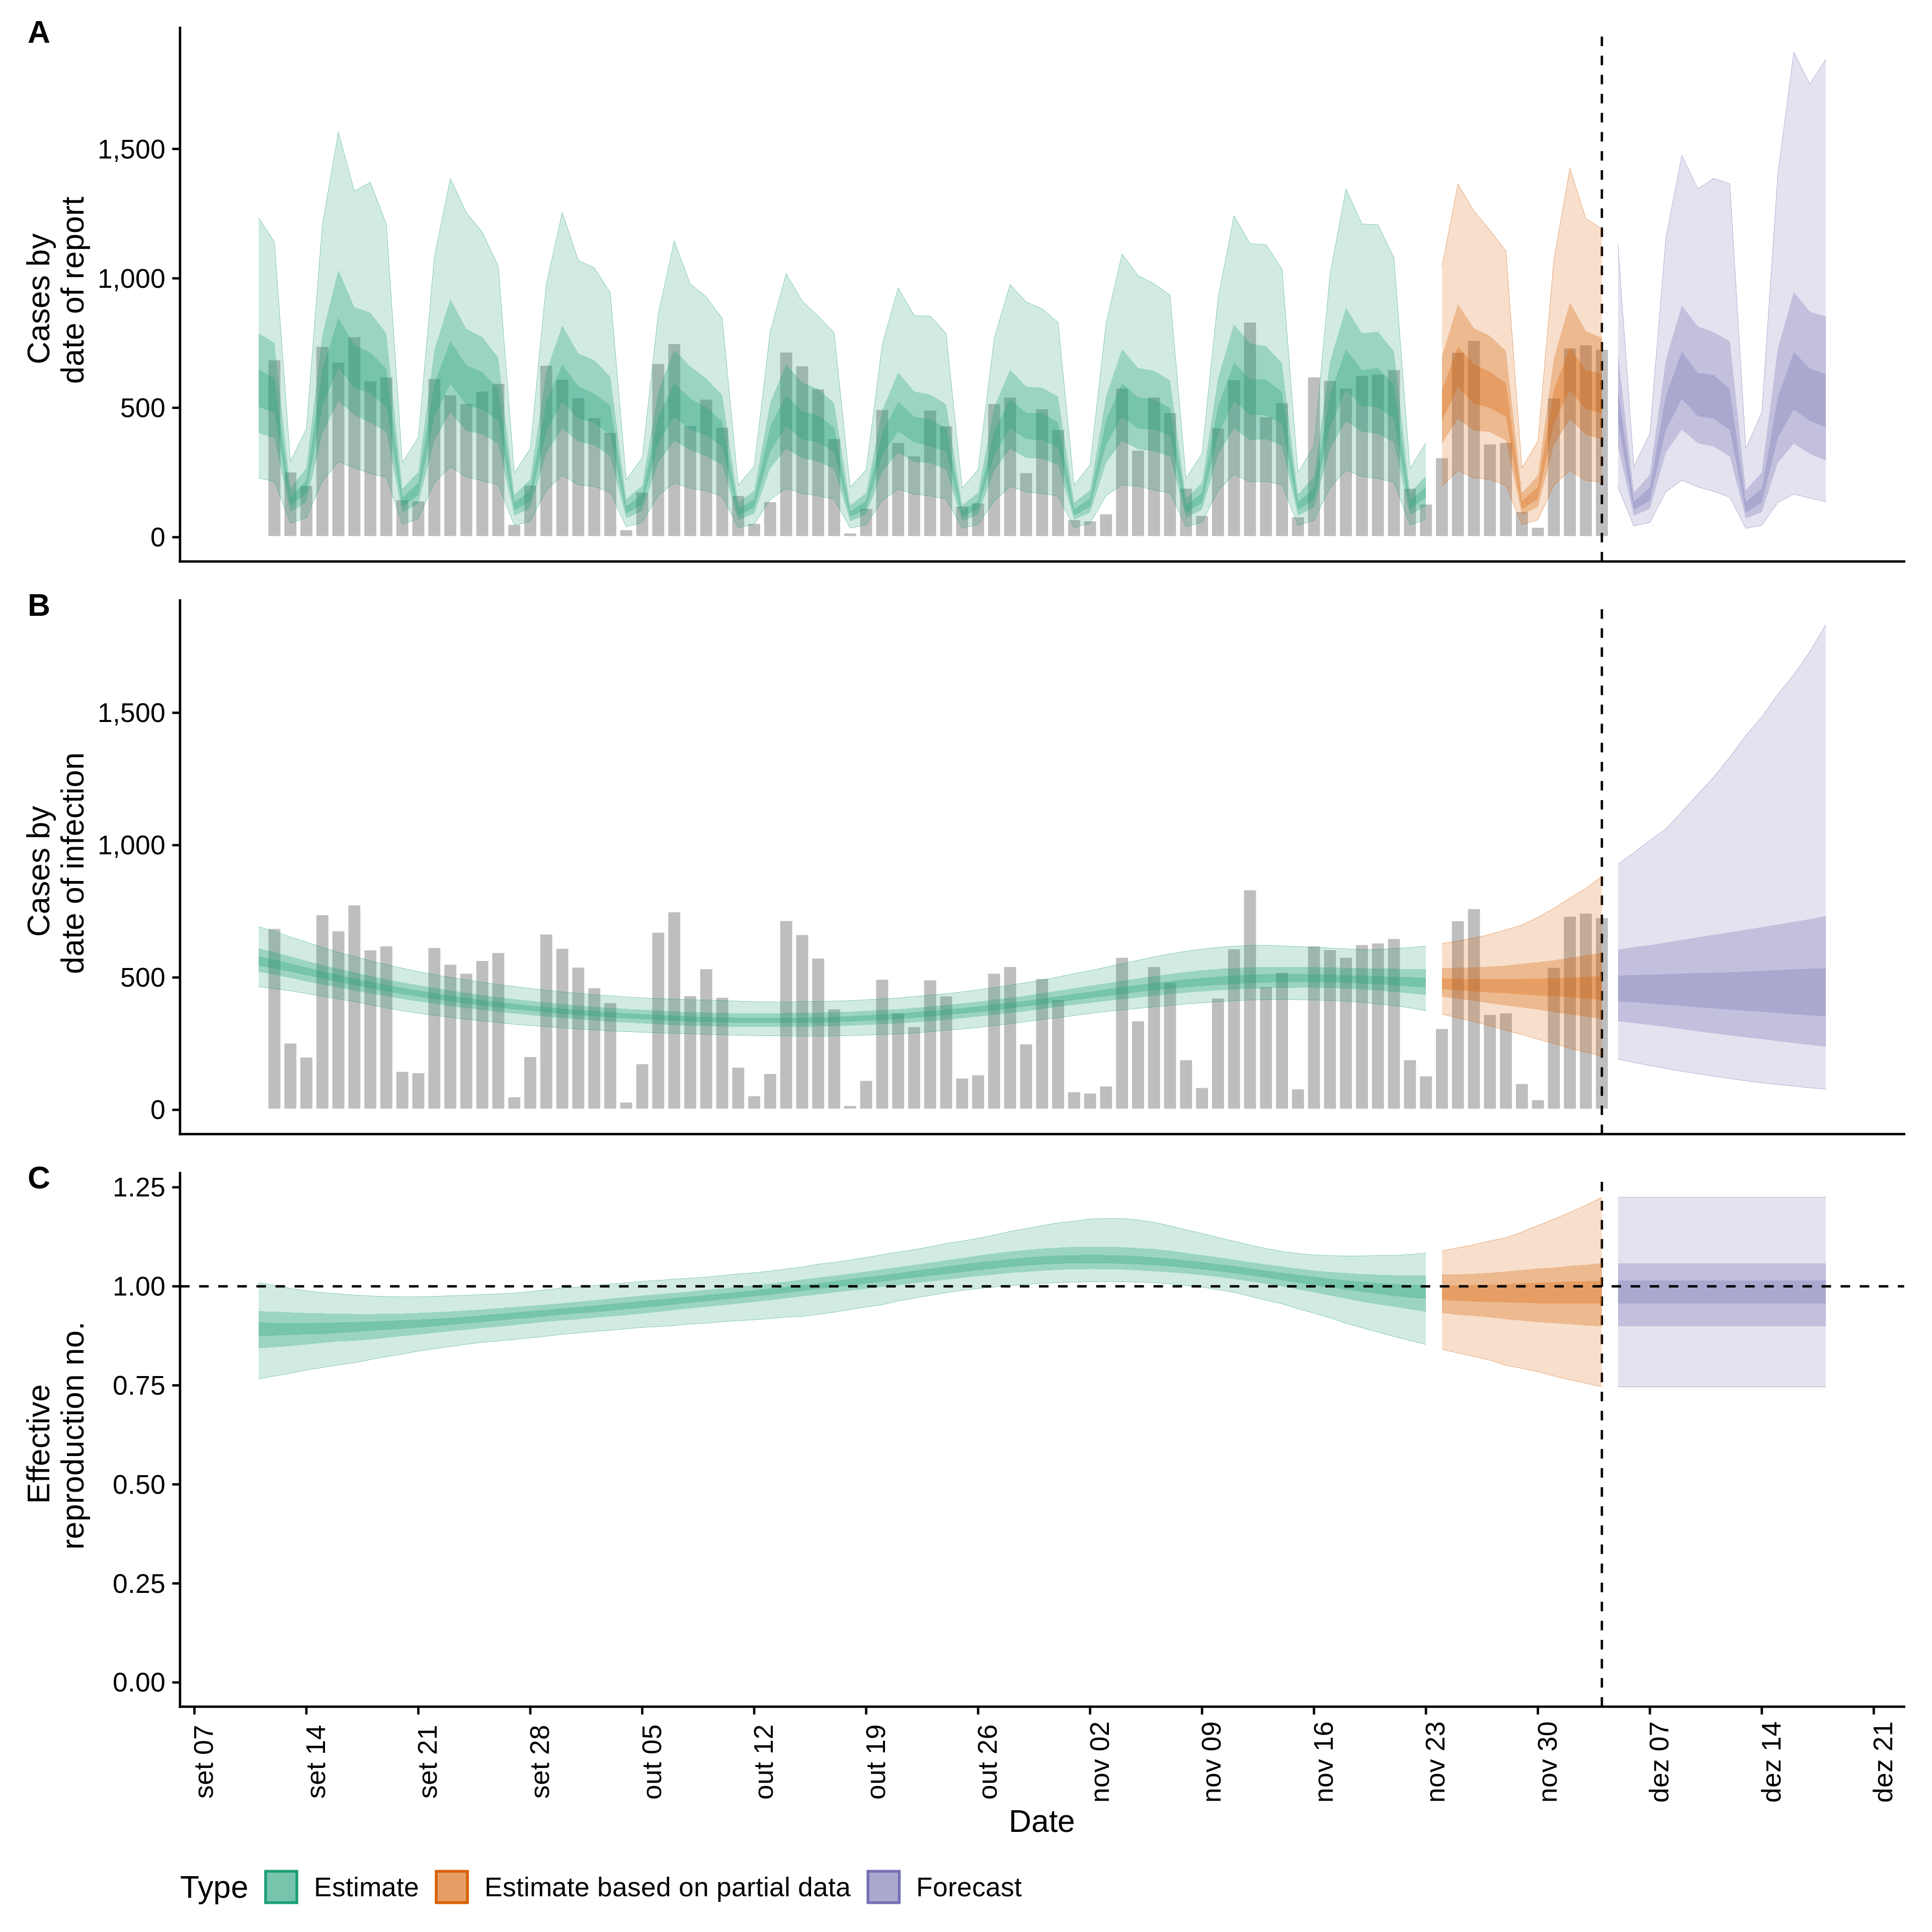 A
Cases by
date of report
1,500
1,000
500
0
B
Cases by
date of infection
1,500
1,000
500
0
C
Effective
reproduction no.
1.25
1.00
0.75
0.50
0.25
0.00
set 07
set 14
set 21
set 28
out 05
out 12
out 19
out 26
nov 02
nov 09
nov 16
nov 23
nov 30
dez 07
dez 14
dez 21
Date
Type Estimate Estimate based on partial data Forecast